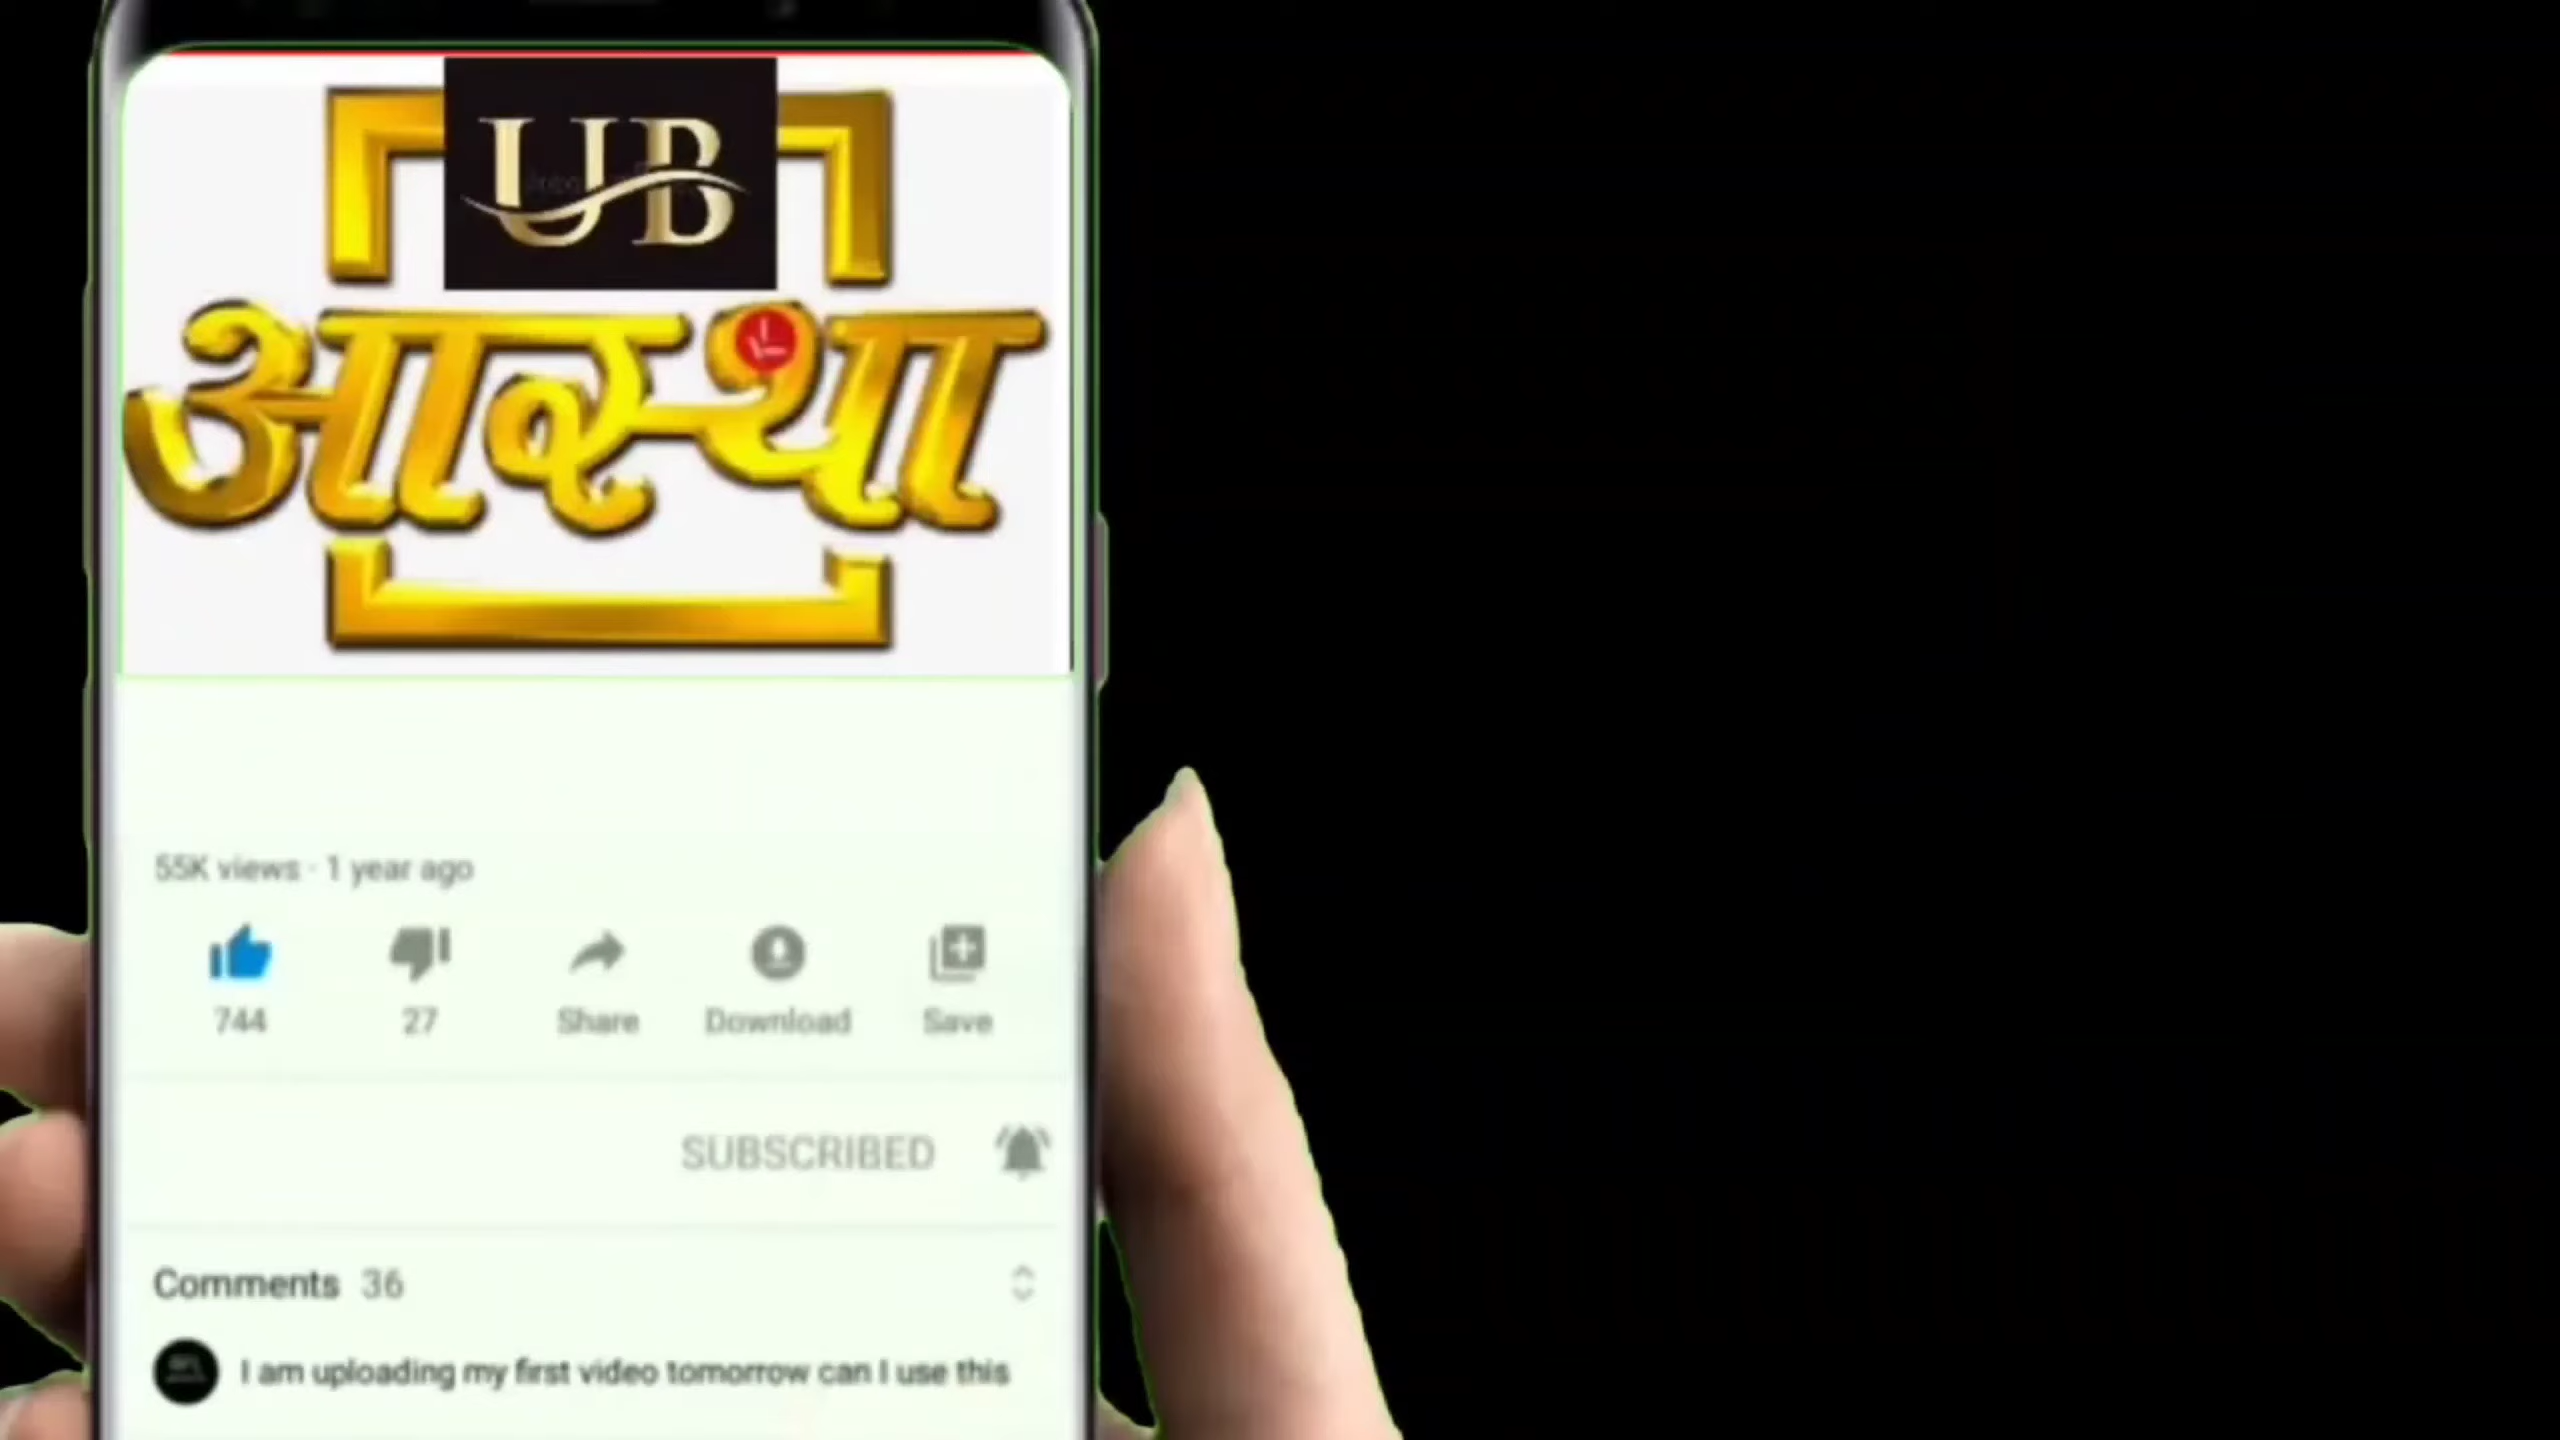 UB
आस्था
55K views · 1 year ago
744 27 Share Download Save
SUBSCRIBED
Comments 36
I am uploading my first video tomorrow can I use this